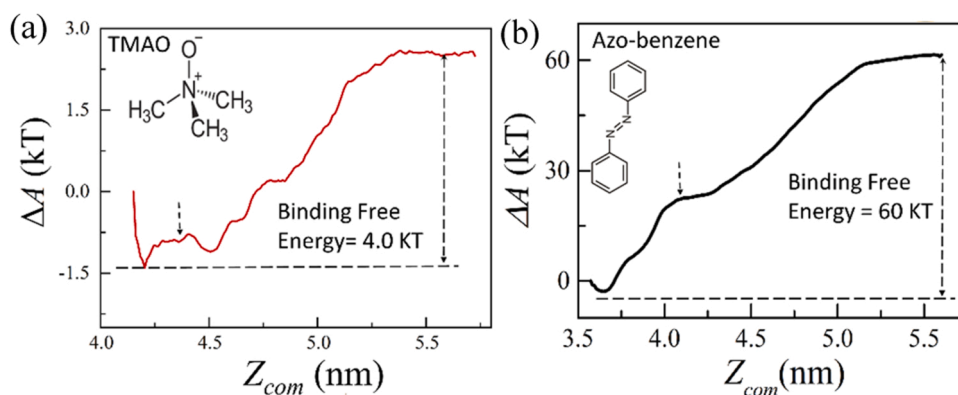 (a)
TMAO
O⁻
N⁺
H₃C
CH₃
CH₃
Binding Free
Energy= 4.0 KT
ΔA (kT)
3.0
1.5
0.0
-1.5
4.0 4.5 5.0 5.5
Zcom (nm)
(b)
Azo-benzene
N=N
Binding Free
Energy = 60 KT
ΔA (kT)
60
30
0
3.5 4.0 4.5 5.0 5.5
Zcom (nm)